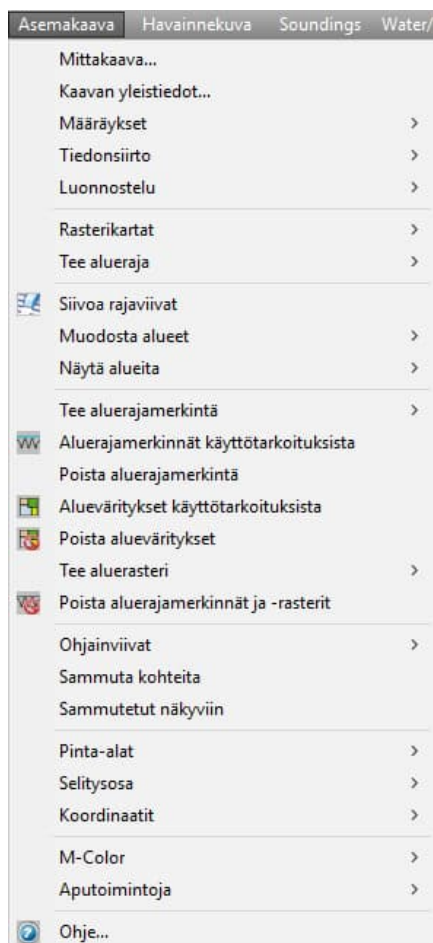 Asemakaava Havainnekuva Soundings Water/
Mittakaava...
Kaavan yleistiedot...
Määräykset
Tiedonsiirto
Luonnostelu
Rasterikartat
Tee alueraja
Siivoa rajaviivat
Muodosta alueet
Näytä alueita
Tee aluerajamerkintä
Aluerajamerkinnät käyttötarkoituksista
Poista aluerajamerkintä
Alueväritykset käyttötarkoituksista
Poista alueväritykset
Tee aluerasteri
Poista aluerajamerkinnät ja -rasterit
Ohjainviivat
Sammuta kohteita
Sammutetut näkyviin
Pinta-alat
Selitysosa
Koordinaatit
M-Color
Aputoimintoja
Ohje...